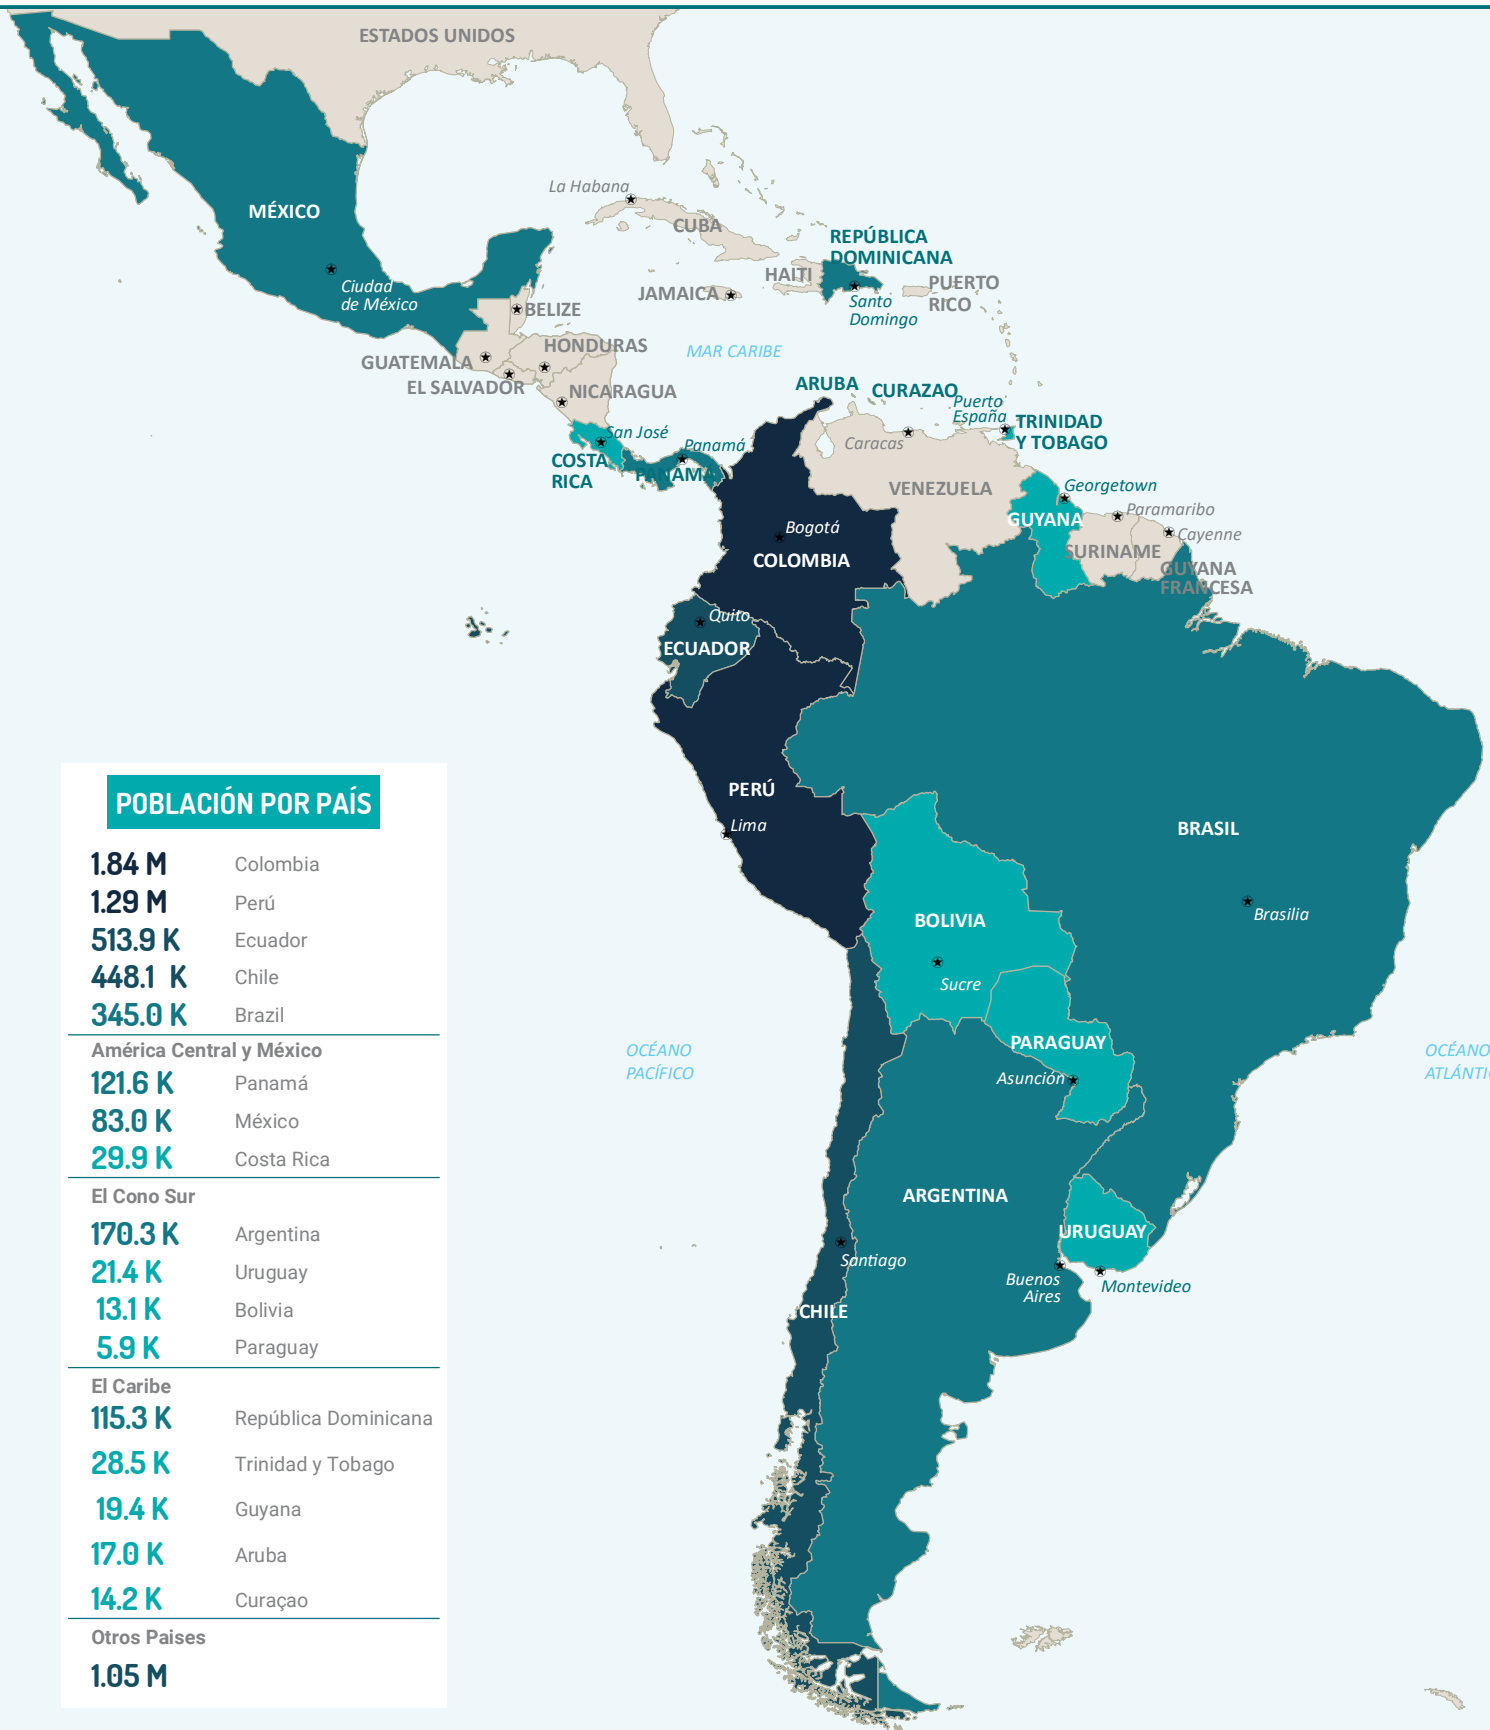 ESTADOS UNIDOS
La Habana
MÉXICO
CUBA
REPÚBLICA
DOMINICANA
HAITI
PUERTO
RICO
Ciudad
de México
JAMAICA
Santo
Domingo
BELIZE
HONDURAS
MAR CARIBE
GUATEMALA
EL SALVADOR
NICARAGUA
ARUBA
CURAZAO
Puerto
España
TRINIDAD
Y TOBAGO
San José
Panamá
Caracas
COSTA
RICA
PANAMÁ
VENEZUELA
Georgetown
GUYANA
Paramaribo
Bogotá
Cayenne
COLOMBIA
SURINAME
GUYANA
FRANCESA
Quito
ECUADOR
PERÚ
Lima
BRASIL
BOLIVIA
Brasilia
Sucre
OCÉANO
PACÍFICO
PARAGUAY
OCÉANO
Asunción
ARGENTINA
URUGUAY
Santiago
Buenos
Aires
Montevideo
CHILE
POBLACIÓN POR PAÍS
1.84 M Colombia
1.29 M Perú
513.9 K Ecuador
448.1 K Chile
345.0 K Brazil
América Central y México
121.6 K Panamá
83.0 K México
29.9 K Costa Rica
El Cono Sur
170.3 K Argentina
21.4 K Uruguay
13.1 K Bolivia
5.9 K Paraguay
El Caribe
115.3 K República Dominicana
28.5 K Trinidad y Tobago
19.4 K Guyana
17.0 K Aruba
14.2 K Curaçao
Otros Paises
1.05 M